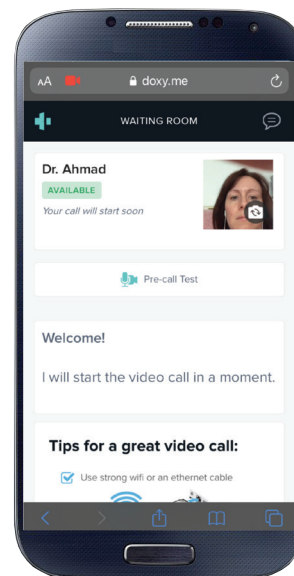 AA doxy.me
WAITING ROOM
Dr. Ahmad
AVAILABLE
Your call will start soon
Pre-call Test
Welcome!
I will start the video call in a moment.
Tips for a great video call:
Use strong wifi or an ethernet cable